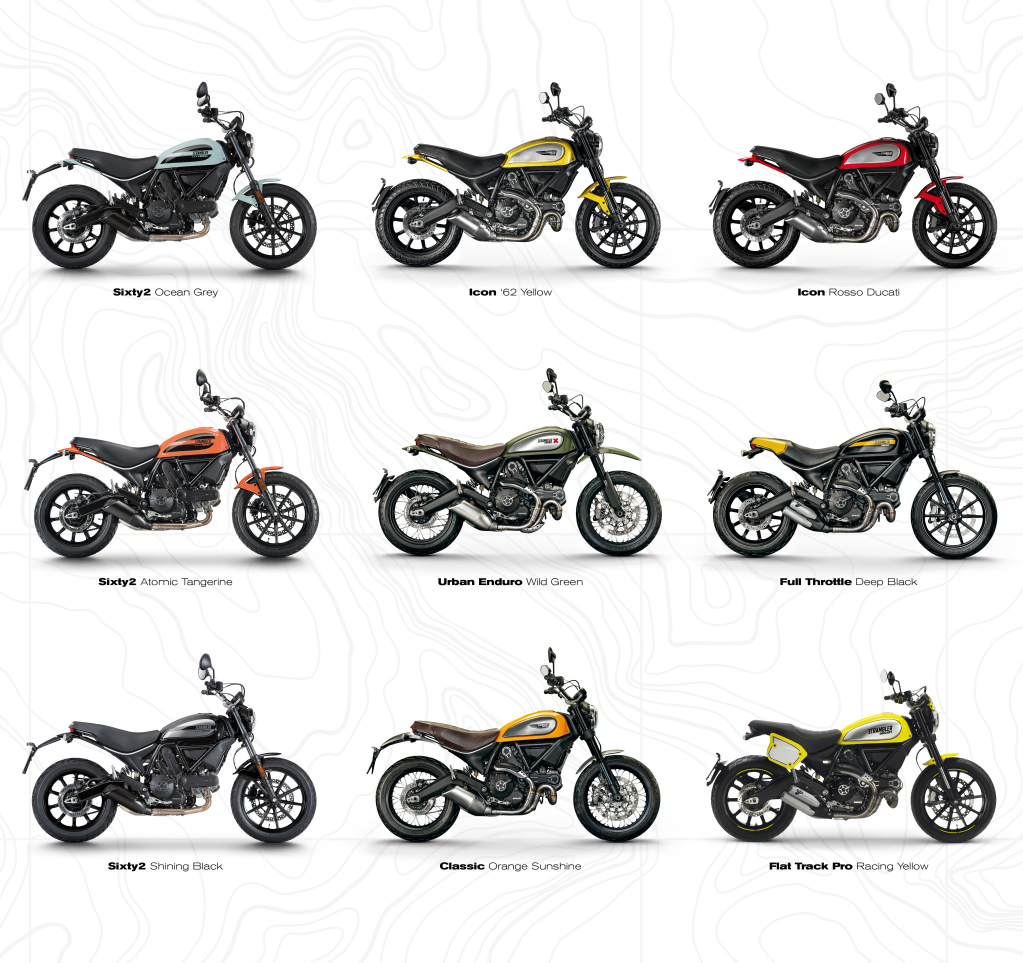 Sixty2 Ocean Grey
Icon '62 Yellow
Icon Rosso Ducati
Sixty2 Atomic Tangerine
Urban Enduro Wild Green
Full Throttle Deep Black
Sixty2 Shining Black
Classic Orange Sunshine
SCRAMBLER
Flat Track Pro Racing Yellow